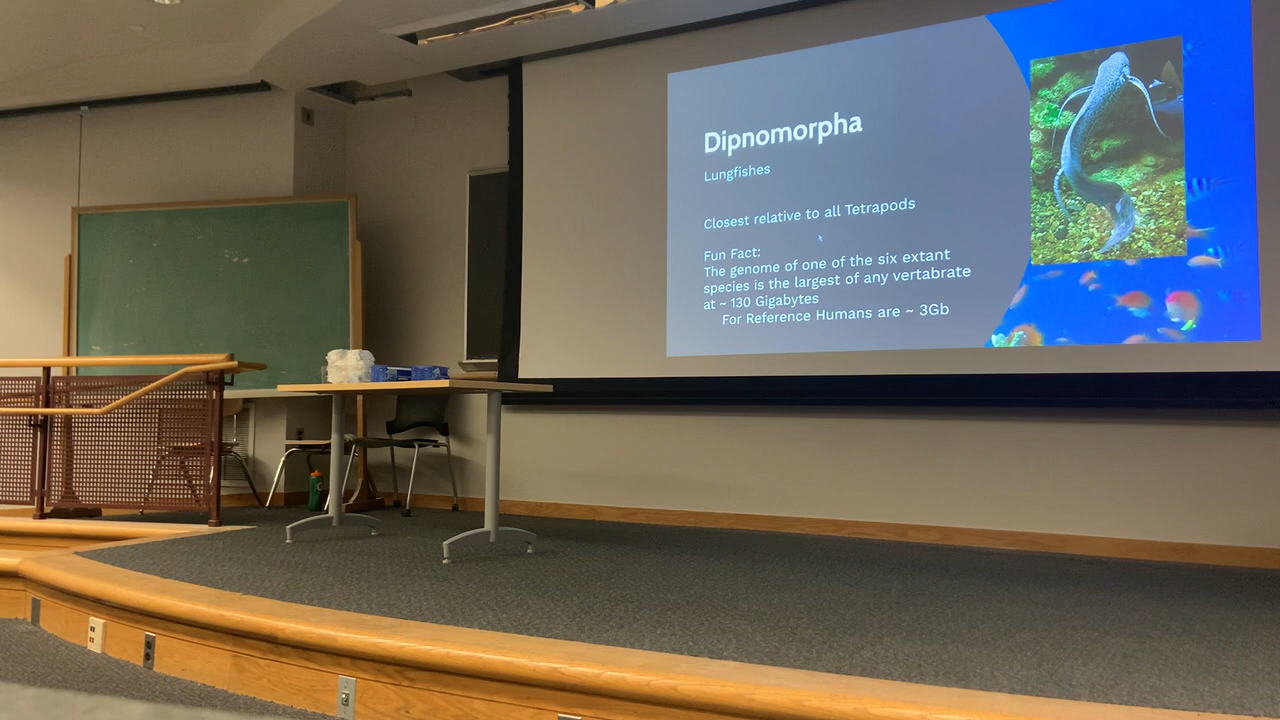 Dipnomorpha
Lungfishes
Closest relative to all Tetrapods
Fun Fact:
The genome of one of the six extant
species is the largest of any vertabrate
at ~ 130 Gigabytes
For Reference Humans are ~ 3Gb